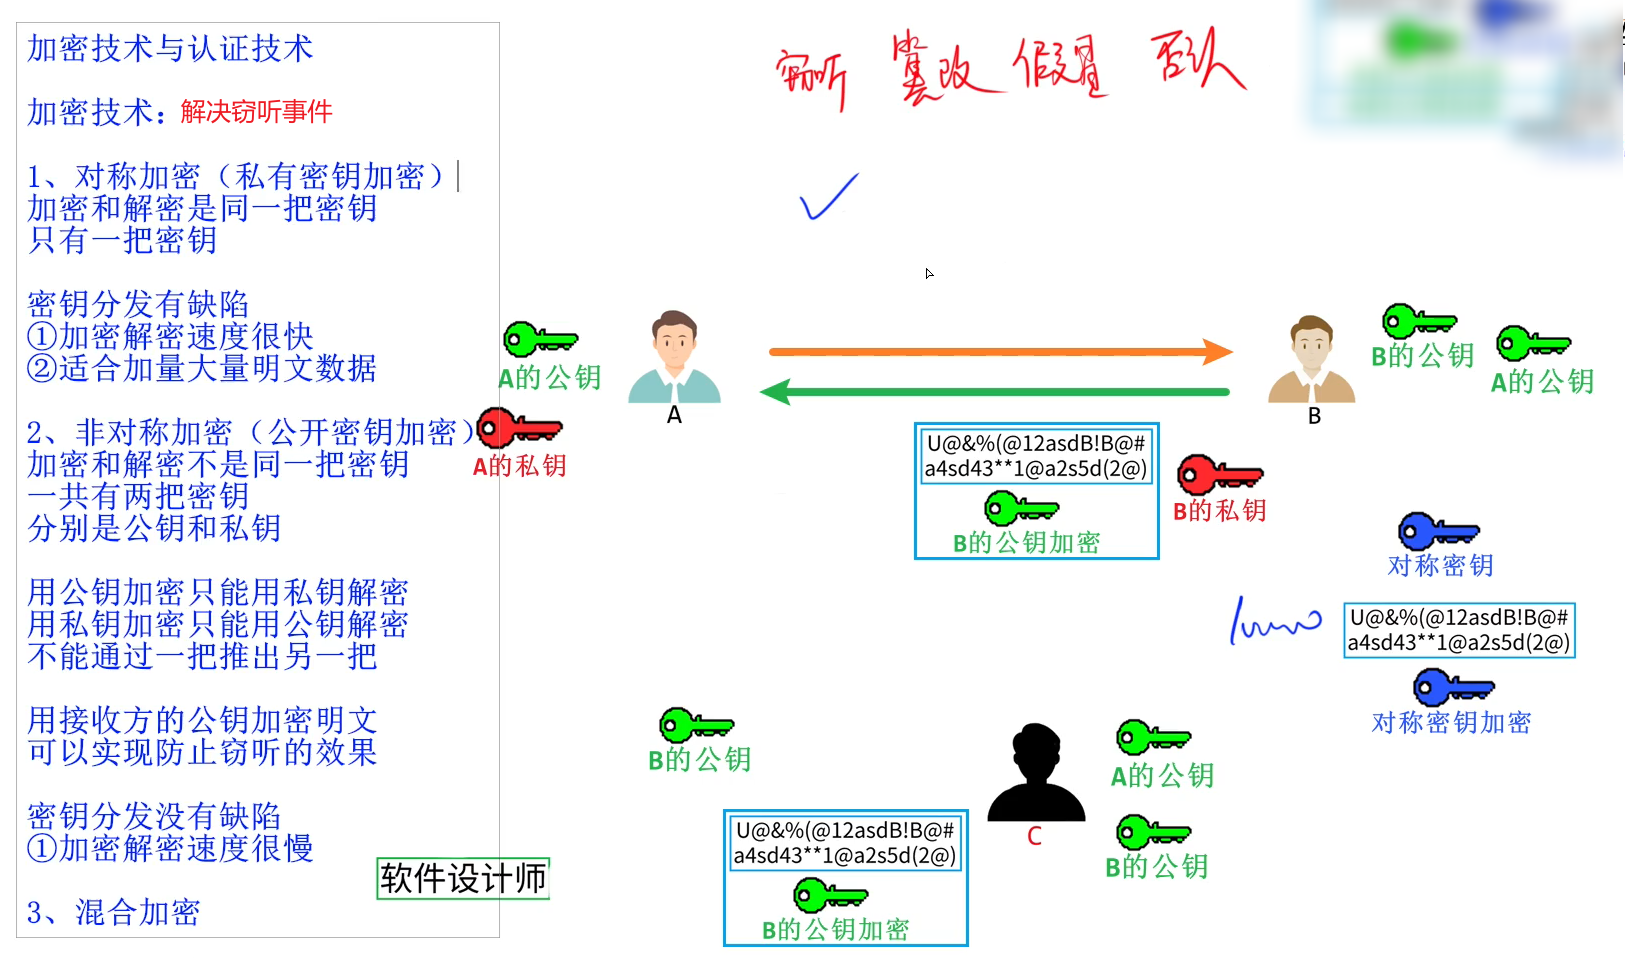 加密技术与认证技术
加密技术：解决窃听事件
1、对称加密（私有密钥加密）
加密和解密是同一把密钥
只有一把密钥
密钥分发有缺陷
①加密解密速度很快
②适合加量大量明文数据
2、非对称加密（公开密钥加密）
加密和解密不是同一把密钥
一共有两把密钥
分别是公钥和私钥
用公钥加密只能用私钥解密
用私钥加密只能用公钥解密
不能通过一把推出另一把
用接收方的公钥加密明文
可以实现防止窃听的效果
密钥分发没有缺陷
①加密解密速度很慢
3、混合加密
软件设计师
窃听 篡改 假冒 否认
A的公钥
A的私钥
A
B
B的公钥
A的公钥
U@&%(@12asdB!B@#
a4sd43**1@a2s5d(2@)
B的公钥加密
B的私钥
对称密钥
U@&%(@12asdB!B@#
a4sd43**1@a2s5d(2@)
对称密钥加密
B的公钥
C
A的公钥
B的公钥
U@&%(@12asdB!B@#
a4sd43**1@a2s5d(2@)
B的公钥加密